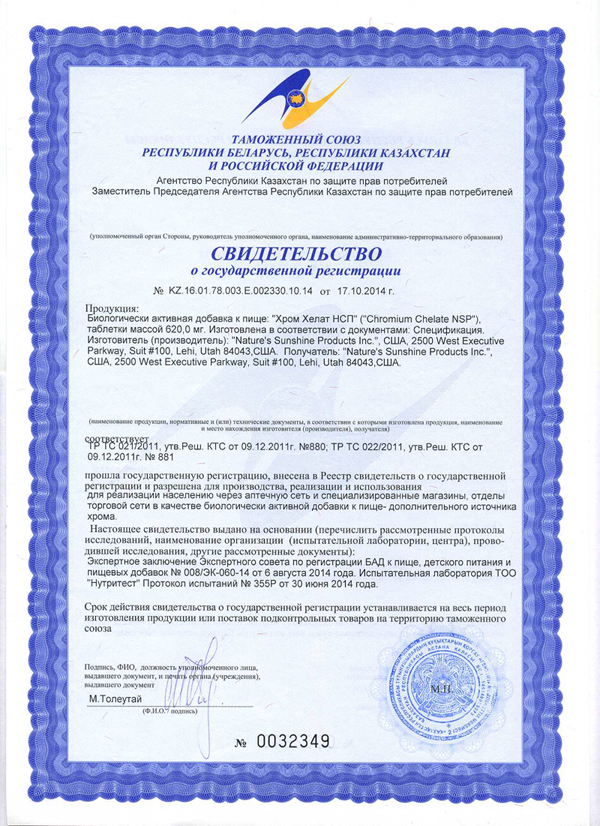 ТАМОЖЕННЫЙ СОЮЗ
РЕСПУБЛИКИ БЕЛАРУСЬ, РЕСПУБЛИКИ КАЗАХСТАН
И РОССИЙСКОЙ ФЕДЕРАЦИИ
Агентство Республики Казахстан по защите прав потребителей
Заместитель Председателя Агентства Республики Казахстан по защите прав потребителей
(уполномоченный орган Стороны, руководитель уполномоченного органа, наименование административно-территориального образования)
СВИДЕТЕЛЬСТВО
о государственной регистрации
№ KZ.16.01.78.003.E.002330.10.14 от 17.10.2014 г.
Продукция:
Биологически активная добавка к пище: "Хром Хелат НСП" ("Chromium Chelate NSP"),
таблетки массой 620,0 мг. Изготовлена в соответствии с документами: Спецификация.
Изготовитель (производитель): "Nature's Sunshine Products Inc.", США, 2500 West Executive
Parkway, Suit #100, Lehi, Utah 84043,США. Получатель: "Nature's Sunshine Products Inc.",
США, 2500 West Executive Parkway, Suit #100, Lehi, Utah 84043,США.
(наименование продукции, нормативные и (или) технические документы, в соответствии с которыми изготовлена продукция, наименование
и место нахождения изготовителя (производителя), получателя)
соответствует
ТР ТС 021/2011, утв.Реш. КТС от 09.12.2011г. №880; ТР ТС 022/2011, утв.Реш. КТС от
09.12.2011г. № 881
прошла государственную регистрацию, внесена в Реестр свидетельств о государственной
регистрации и разрешена для производства, реализации и использования
для реализации населению через аптечную сеть и специализированные магазины, отделы
торговой сети в качестве биологически активной добавки к пище- дополнительного источника
хрома.
Настоящее свидетельство выдано на основании (перечислить рассмотренные протоколы
исследований, наименование организации (испытательной лаборатории, центра), прово-
дившей исследования, другие рассмотренные документы):
Экспертное заключение Экспертного совета по регистрации БАД к пище, детского питания и
пищевых добавок № 008/ЭК-060-14 от 6 августа 2014 года. Испытательная лаборатория ТОО
"Нутритест" Протокол испытаний № 355Р от 30 июня 2014 года.
Срок действия свидетельства о государственной регистрации устанавливается на весь период
изготовления продукции или поставок подконтрольных товаров на территорию таможенного
союза
Подпись, ФИО, должность уполномоченного лица,
выдавшего документ, и печать органа (учреждения),
выдавшего документ
М.Толеутай
(Ф.И.О./ подпись)
М.П.
№ 0032349